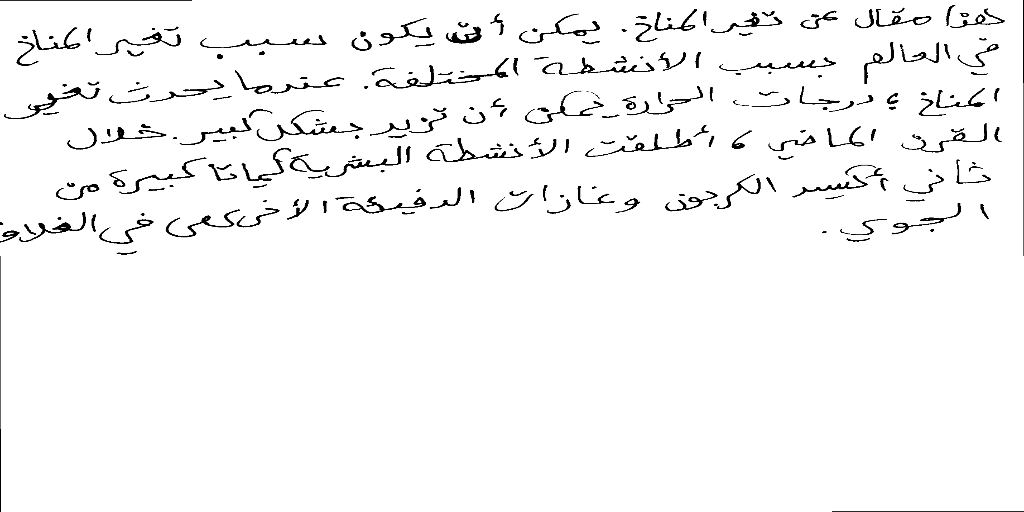 هذا مقال عن تغير المناخ. يمكن أن يكون سبب تغير المناخ
في العالم بسبب الأنشطة المختلفة. عندما يحدث تغير
المناخ ، درجات الحرارة يمكن أن تزيد بشكل كبير. خلال
القرن الماضي ، أطلقت الأنشطة البشرية كميات كبيرة من
ثاني أكسيد الكربون وغازات الدفيئة الأخرى في الغلاف
الجوي.